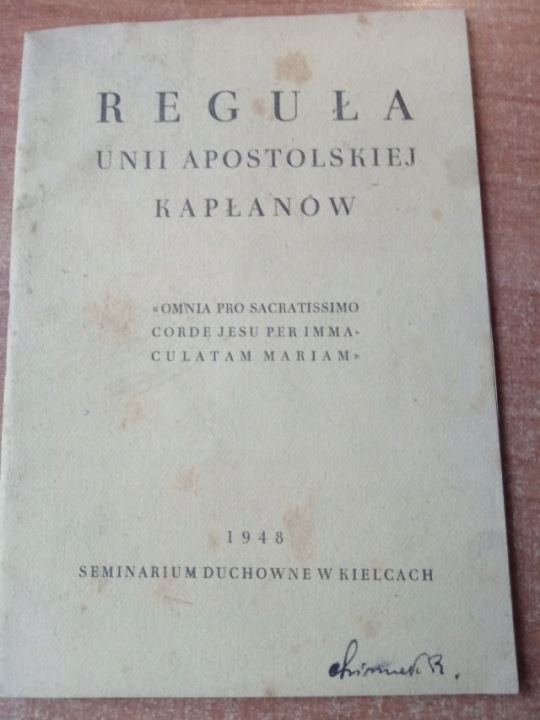 REGUŁA
UNII APOSTOLSKIEJ
KAPŁANÓW
«OMNIA PRO SACRATISSIMO
CORDE JESU PER IMMA-
CULATAM MARIAM»
1948
SEMINARIUM DUCHOWNE W KIELCACH